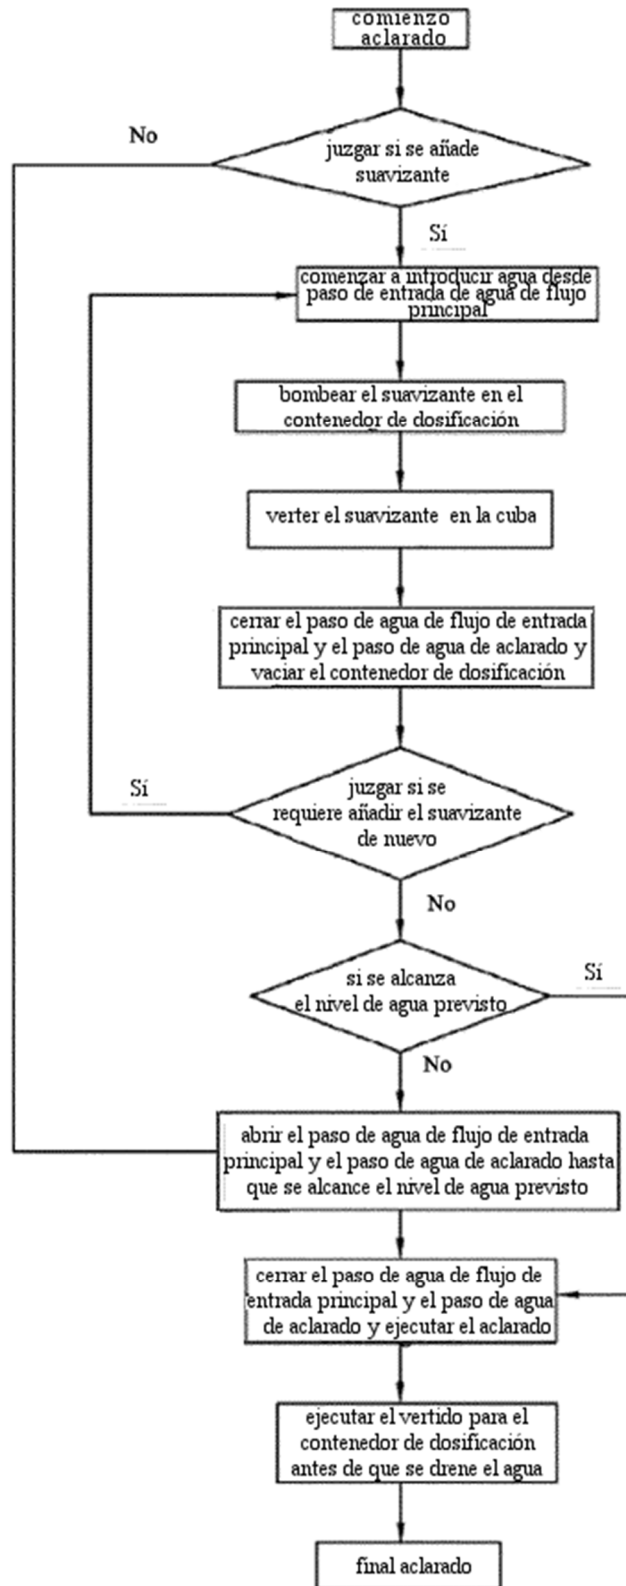 comienzo
aclarado
No
juzgar si se añade
suavizante
Sí
comenzar a introducir agua desde
paso de entrada de agua de flujo
principal
bombear el suavizante en el
contenedor de dosificación
verter el suavizante en la cuba
cerrar el paso de agua de flujo de entrada
principal y el paso de agua de aclarado y
vaciar el contenedor de dosificación
Sí
juzgar si se
requiere añadir el suavizante
de nuevo
No
si se alcanza
el nivel de agua previsto
Sí
No
abrir el paso de agua de flujo de entrada
principal y el paso de agua de aclarado hasta
que se alcance el nivel de agua previsto
cerrar el paso de agua de flujo de
entrada principal y el paso de agua
de aclarado y ejecutar el aclarado
ejecutar el vertido para el
contenedor de dosificación
antes de que se drene el agua
final aclarado